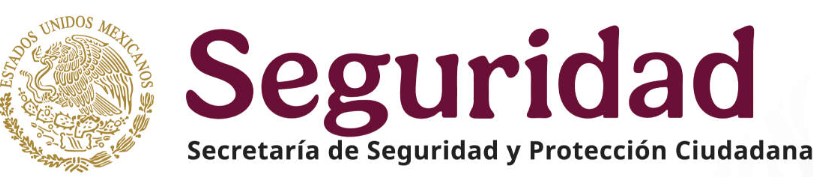 ESTADOS UNIDOS MEXICANOS
Seguridad
Secretaría de Seguridad y Protección Ciudadana